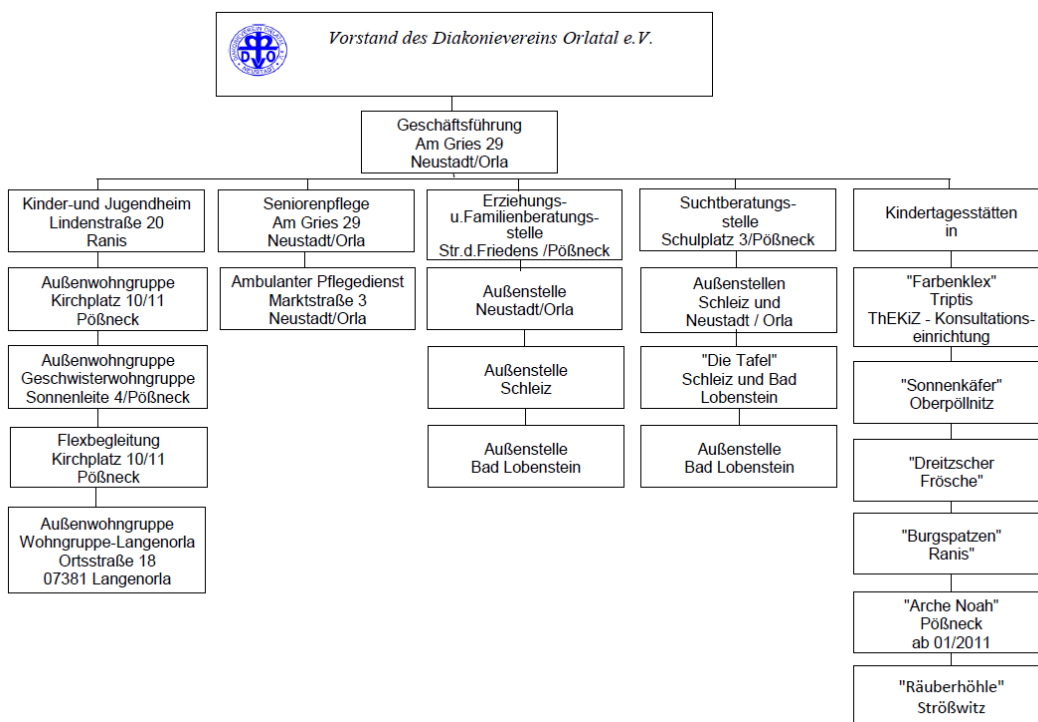 Vorstand des Diakonievereins Orlatal e.V.
DIAKONIEVEREIN ORLATAL e.V.
D O
NEUSTADT
Geschäftsführung
Am Gries 29
Neustadt/Orla
Kinder-und Jugendheim
Lindenstraße 20
Ranis
Außenwohngruppe
Kirchplatz 10/11
Pößneck
Außenwohngruppe
Geschwisterwohngruppe
Sonnenleite 4/Pößneck
Flexbegleitung
Kirchplatz 10/11
Pößneck
Außenwohngruppe
Wohngruppe-Langenorla
Ortsstraße 18
07381 Langenorla
Seniorenpflege
Am Gries 29
Neustadt/Orla
Ambulanter Pflegedienst
Marktstraße 3
Neustadt/Orla
Erziehungs-
u.Familienberatungs-
stelle
Str.d.Friedens /Pößneck
Außenstelle
Neustadt/Orla
Außenstelle
Schleiz
Außenstelle
Bad Lobenstein
Suchtberatungs-
stelle
Schulplatz 3/Pößneck
Außenstellen
Schleiz und
Neustadt / Orla
"Die Tafel"
Schleiz und Bad
Lobenstein
Außenstelle
Bad Lobenstein
Kindertagesstätten
in
"Farbenklex"
Triptis
ThEKiZ - Konsultations-
einrichtung
"Sonnenkäfer"
Oberpöllnitz
"Dreitzscher
Frösche"
"Burgspatzen"
Ranis"
"Arche Noah"
Pößneck
ab 01/2011
"Räuberhöhle"
Strößwitz